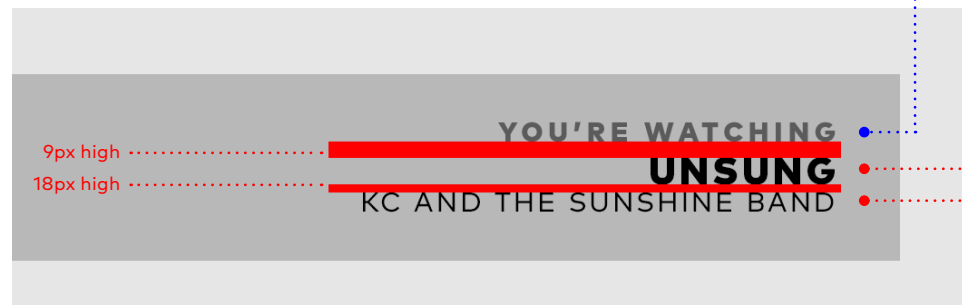 YOU'RE WATCHING
9px high
UNSUNG
18px high
KC AND THE SUNSHINE BAND